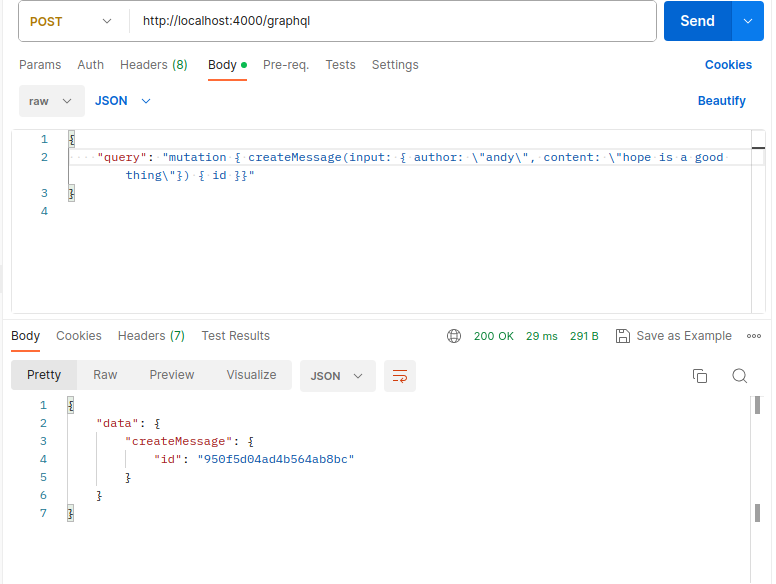 POST http://localhost:4000/graphql Send
Params Auth Headers (8) Body Pre-req. Tests Settings Cookies
raw JSON Beautify
1 {
2 "query": "mutation { createMessage(input: { author: \"andy\", content: \"hope is a good
thing\"}) { id }}"
3 }
4
Body Cookies Headers (7) Test Results 200 OK 29 ms 291 B Save as Example
Pretty Raw Preview Visualize JSON
1 {
2 "data": {
3 "createMessage": {
4 "id": "950f5d04ad4b564ab8bc"
5 }
6 }
7 }